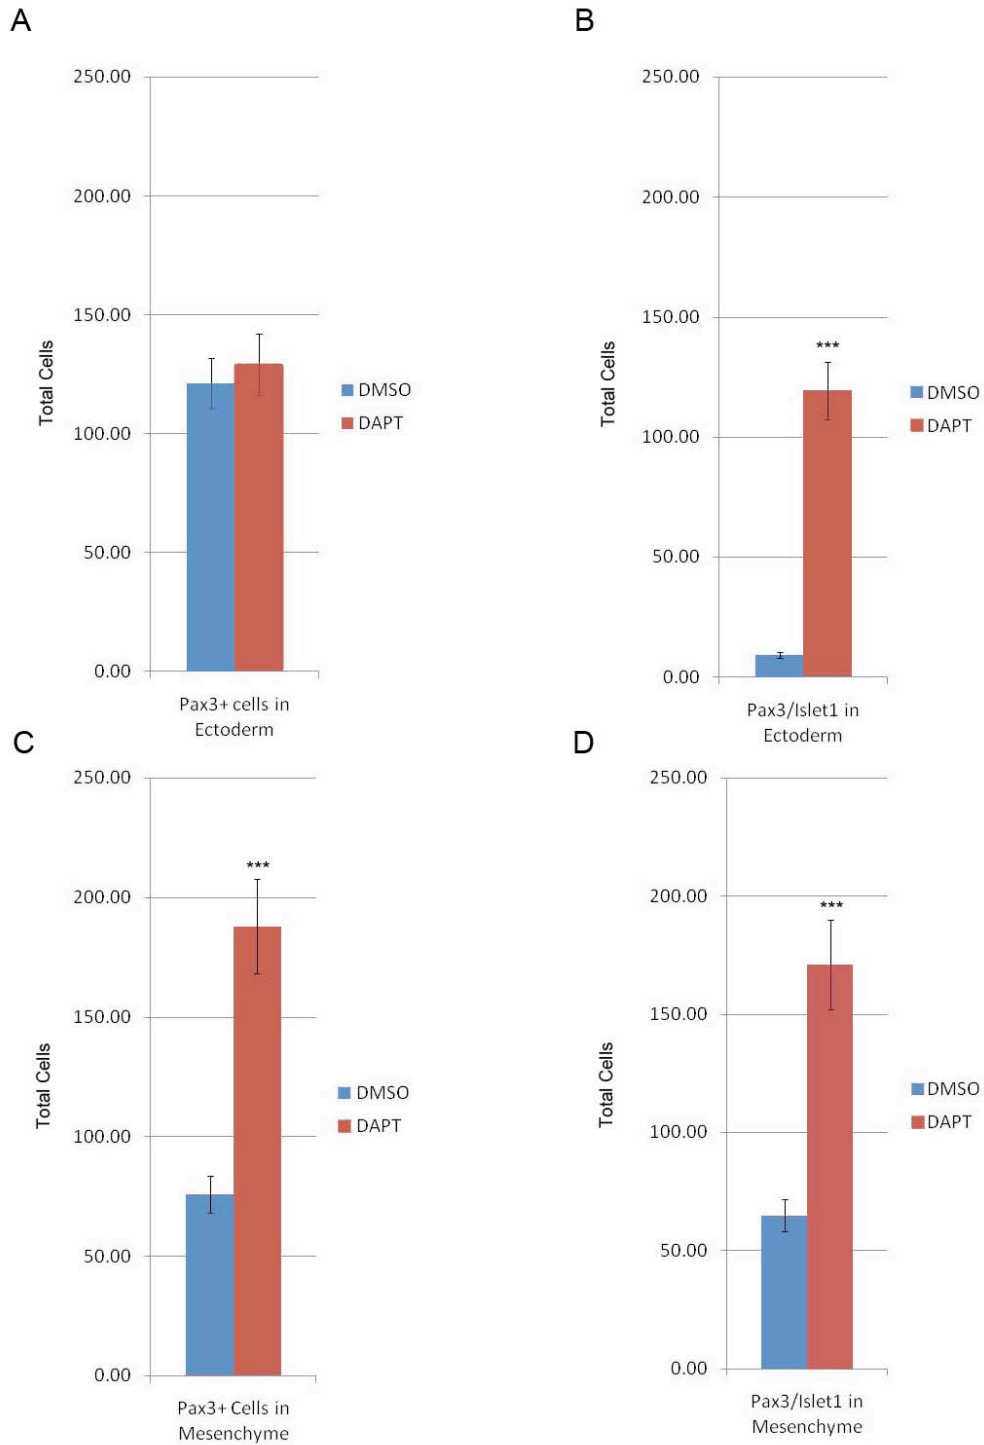 A
250.00
200.00
150.00
100.00
50.00
0.00
Total Cells
DMSO
DAPT
Pax3+ cells in
Ectoderm
B
250.00
200.00
150.00
100.00
50.00
0.00
Total Cells
***
DMSO
DAPT
Pax3/Islet1 in
Ectoderm
C
250.00
200.00
150.00
100.00
50.00
0.00
Total Cells
***
DMSO
DAPT
Pax3+ Cells in
Mesenchyme
D
250.00
200.00
150.00
100.00
50.00
0.00
Total Cells
***
DMSO
DAPT
Pax3/Islet1 in
Mesenchyme